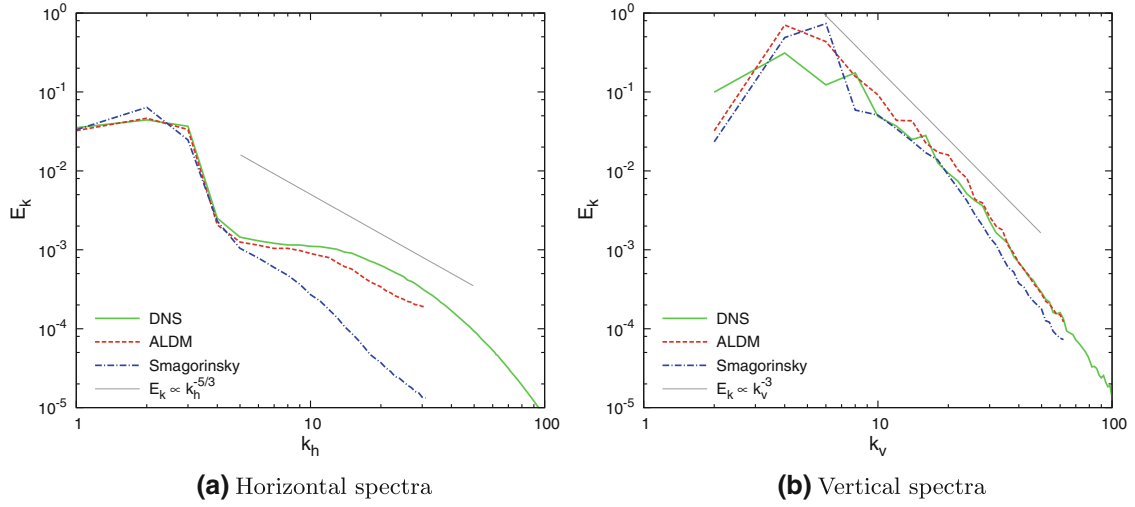 10^0
10^-1
10^-2
10^-3
10^-4
10^-5
E_k
1
10
100
k_h
DNS
ALDM
Smagorinsky
E_k ∝ k_h^-5/3
(a) Horizontal spectra
10^0
10^-1
10^-2
10^-3
10^-4
10^-5
E_k
1
10
100
k_v
DNS
ALDM
Smagorinsky
E_k ∝ k_v^-3
(b) Vertical spectra